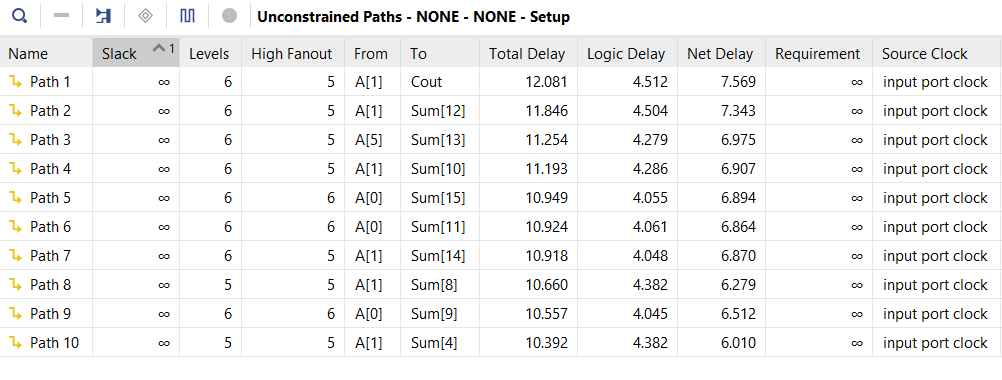 Unconstrained Paths - NONE - NONE - Setup
Name Slack 1 Levels High Fanout From To Total Delay Logic Delay Net Delay Requirement Source Clock
Path 1 ∞ 6 5 A[1] Cout 12.081 4.512 7.569 ∞ input port clock
Path 2 ∞ 6 5 A[1] Sum[12] 11.846 4.504 7.343 ∞ input port clock
Path 3 ∞ 6 5 A[5] Sum[13] 11.254 4.279 6.975 ∞ input port clock
Path 4 ∞ 6 5 A[1] Sum[10] 11.193 4.286 6.907 ∞ input port clock
Path 5 ∞ 6 6 A[0] Sum[15] 10.949 4.055 6.894 ∞ input port clock
Path 6 ∞ 6 6 A[0] Sum[11] 10.924 4.061 6.864 ∞ input port clock
Path 7 ∞ 6 5 A[1] Sum[14] 10.918 4.048 6.870 ∞ input port clock
Path 8 ∞ 5 5 A[1] Sum[8] 10.660 4.382 6.279 ∞ input port clock
Path 9 ∞ 6 6 A[0] Sum[9] 10.557 4.045 6.512 ∞ input port clock
Path 10 ∞ 5 5 A[1] Sum[4] 10.392 4.382 6.010 ∞ input port clock